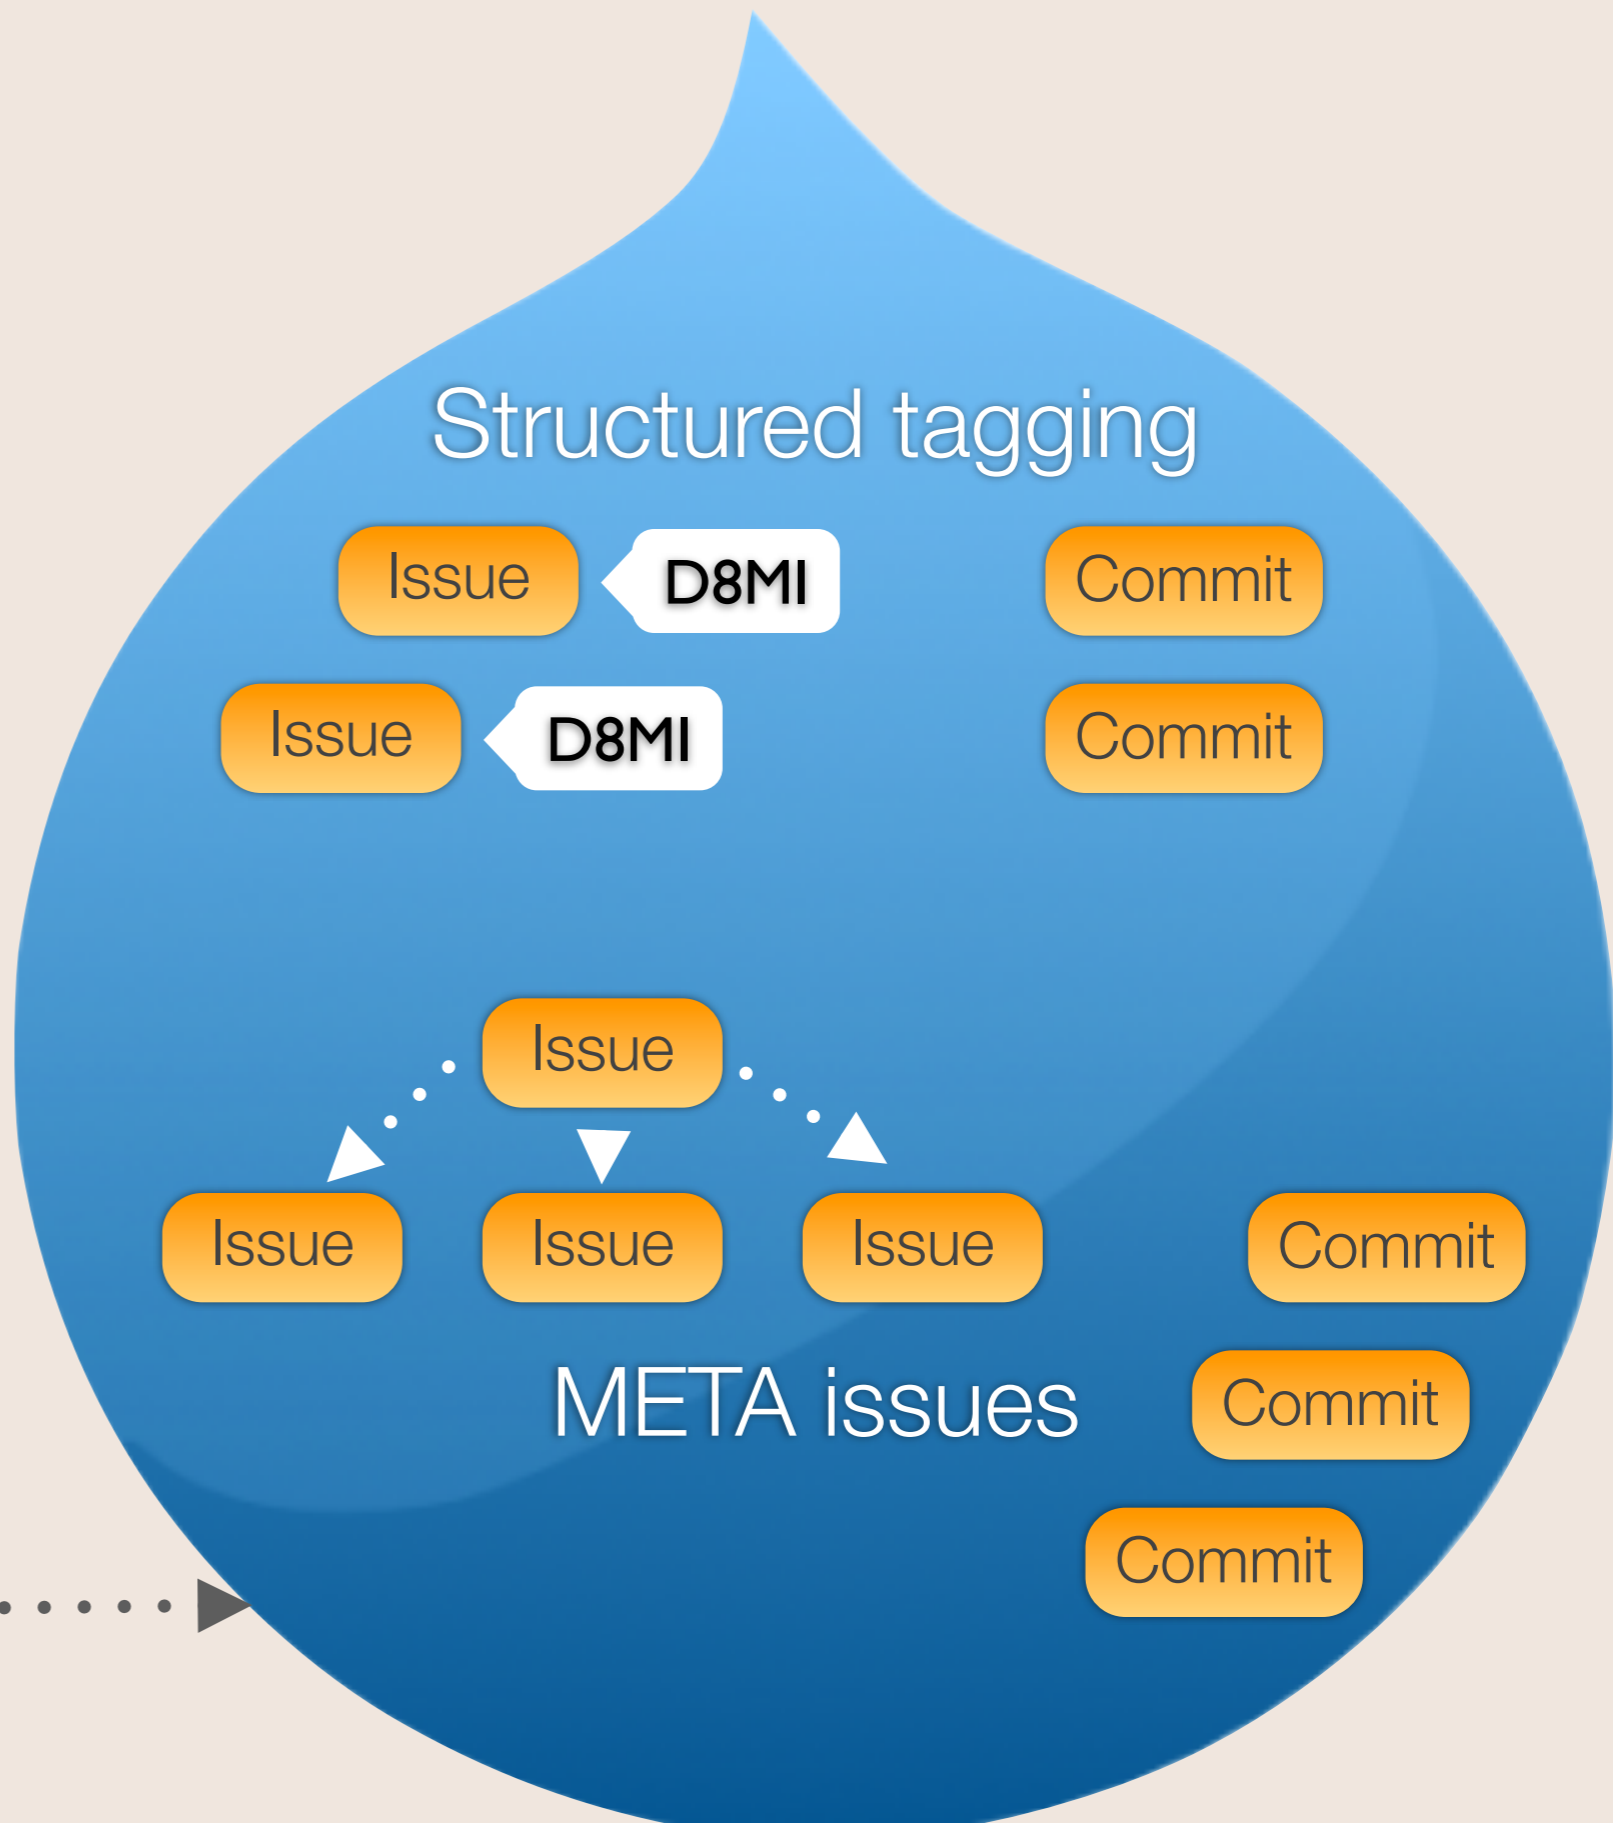 Structured tagging
Issue D8MI Commit
Issue D8MI Commit
Issue
Issue Issue Issue Commit
META issues Commit
Commit